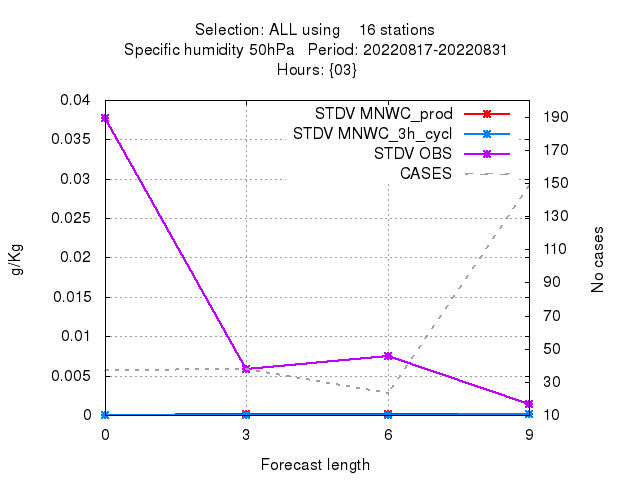 Selection: ALL using    16 stations
Specific humidity 50hPa   Period: 20220817-20220831
Hours: {03}
STDV MNWC_prod
STDV MNWC_3h_cycl
STDV OBS
CASES
0.04
0.035
0.03
0.025
0.02
0.015
0.01
0.005
0
g/Kg
190
170
150
130
110
90
70
50
30
10
No cases
0 3 6 9
Forecast length